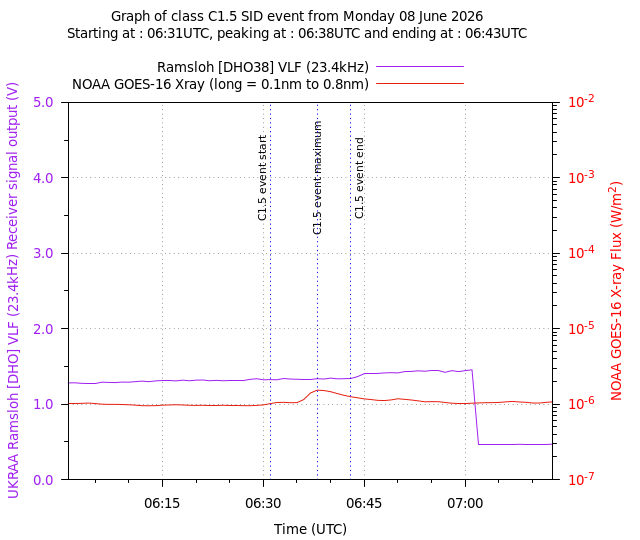 Graph of class C1.5 SID event from Monday 08 June 2026
Starting at : 06:31UTC, peaking at : 06:38UTC and ending at : 06:43UTC
Ramsloh [DHO38] VLF (23.4kHz)
NOAA GOES-16 Xray (long = 0.1nm to 0.8nm)
UKRAA Ramsloh [DHO] VLF (23.4kHz) Receiver signal output (V)
5.0
4.0
3.0
2.0
1.0
0.0
C1.5 event start
C1.5 event maximum
C1.5 event end
10-2
10-3
10-4
10-5
10-6
10-7
NOAA GOES-16 X-ray Flux (W/m2)
06:15 06:30 06:45 07:00
Time (UTC)